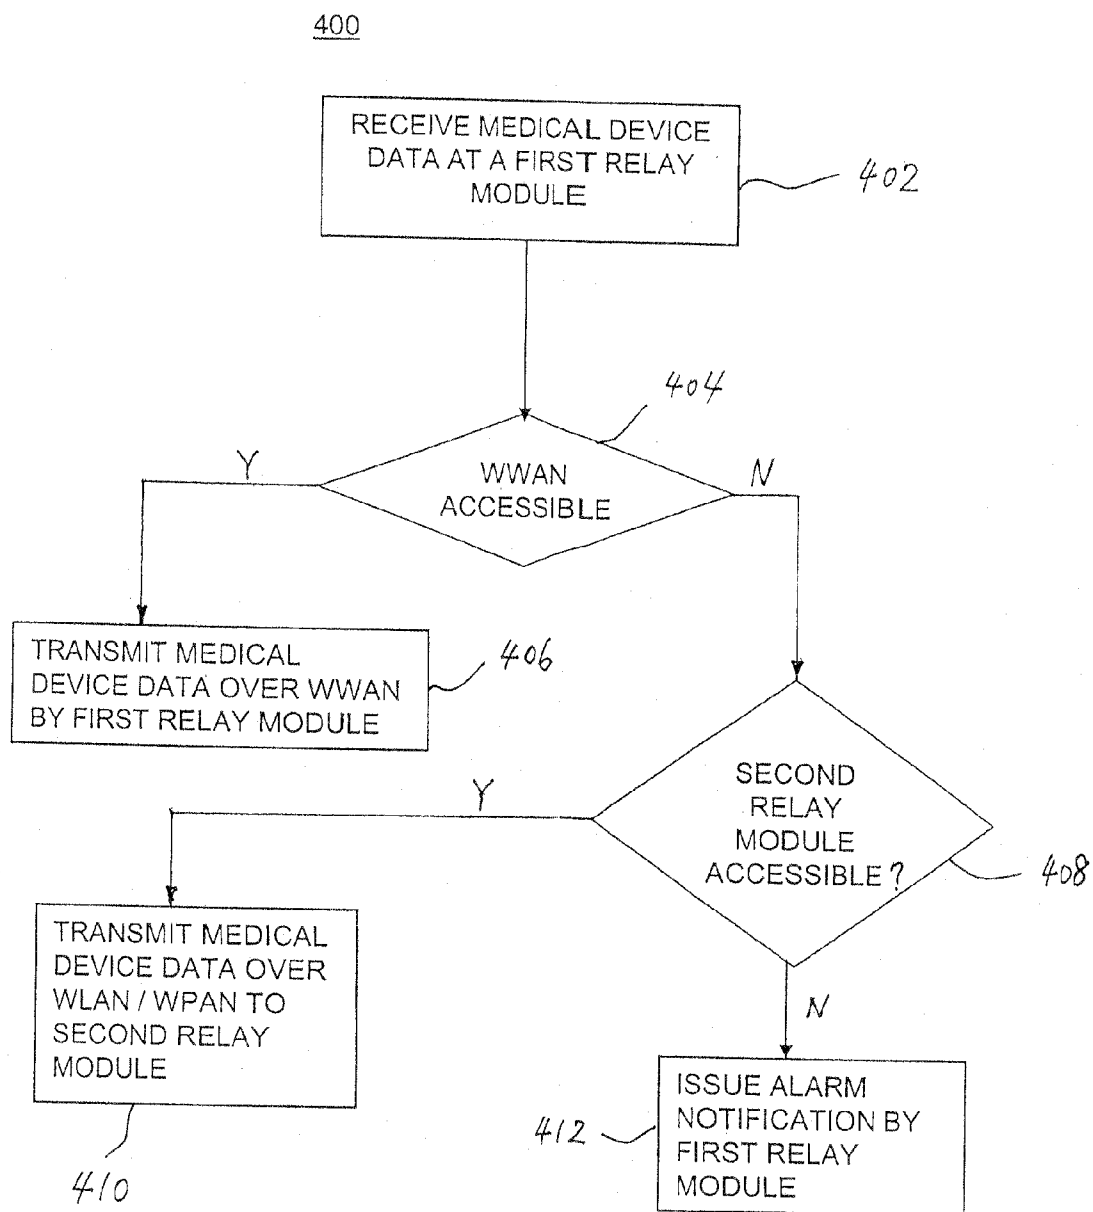 400
RECEIVE MEDICAL DEVICE
DATA AT A FIRST RELAY
MODULE
402
404
Y
WWAN
ACCESSIBLE
N
TRANSMIT MEDICAL
DEVICE DATA OVER WWAN
BY FIRST RELAY MODULE
406
Y
SECOND
RELAY
MODULE
ACCESSIBLE?
408
TRANSMIT MEDICAL
DEVICE DATA OVER
WLAN / WPAN TO
SECOND RELAY
MODULE
410
N
ISSUE ALARM
NOTIFICATION BY
FIRST RELAY
MODULE
412